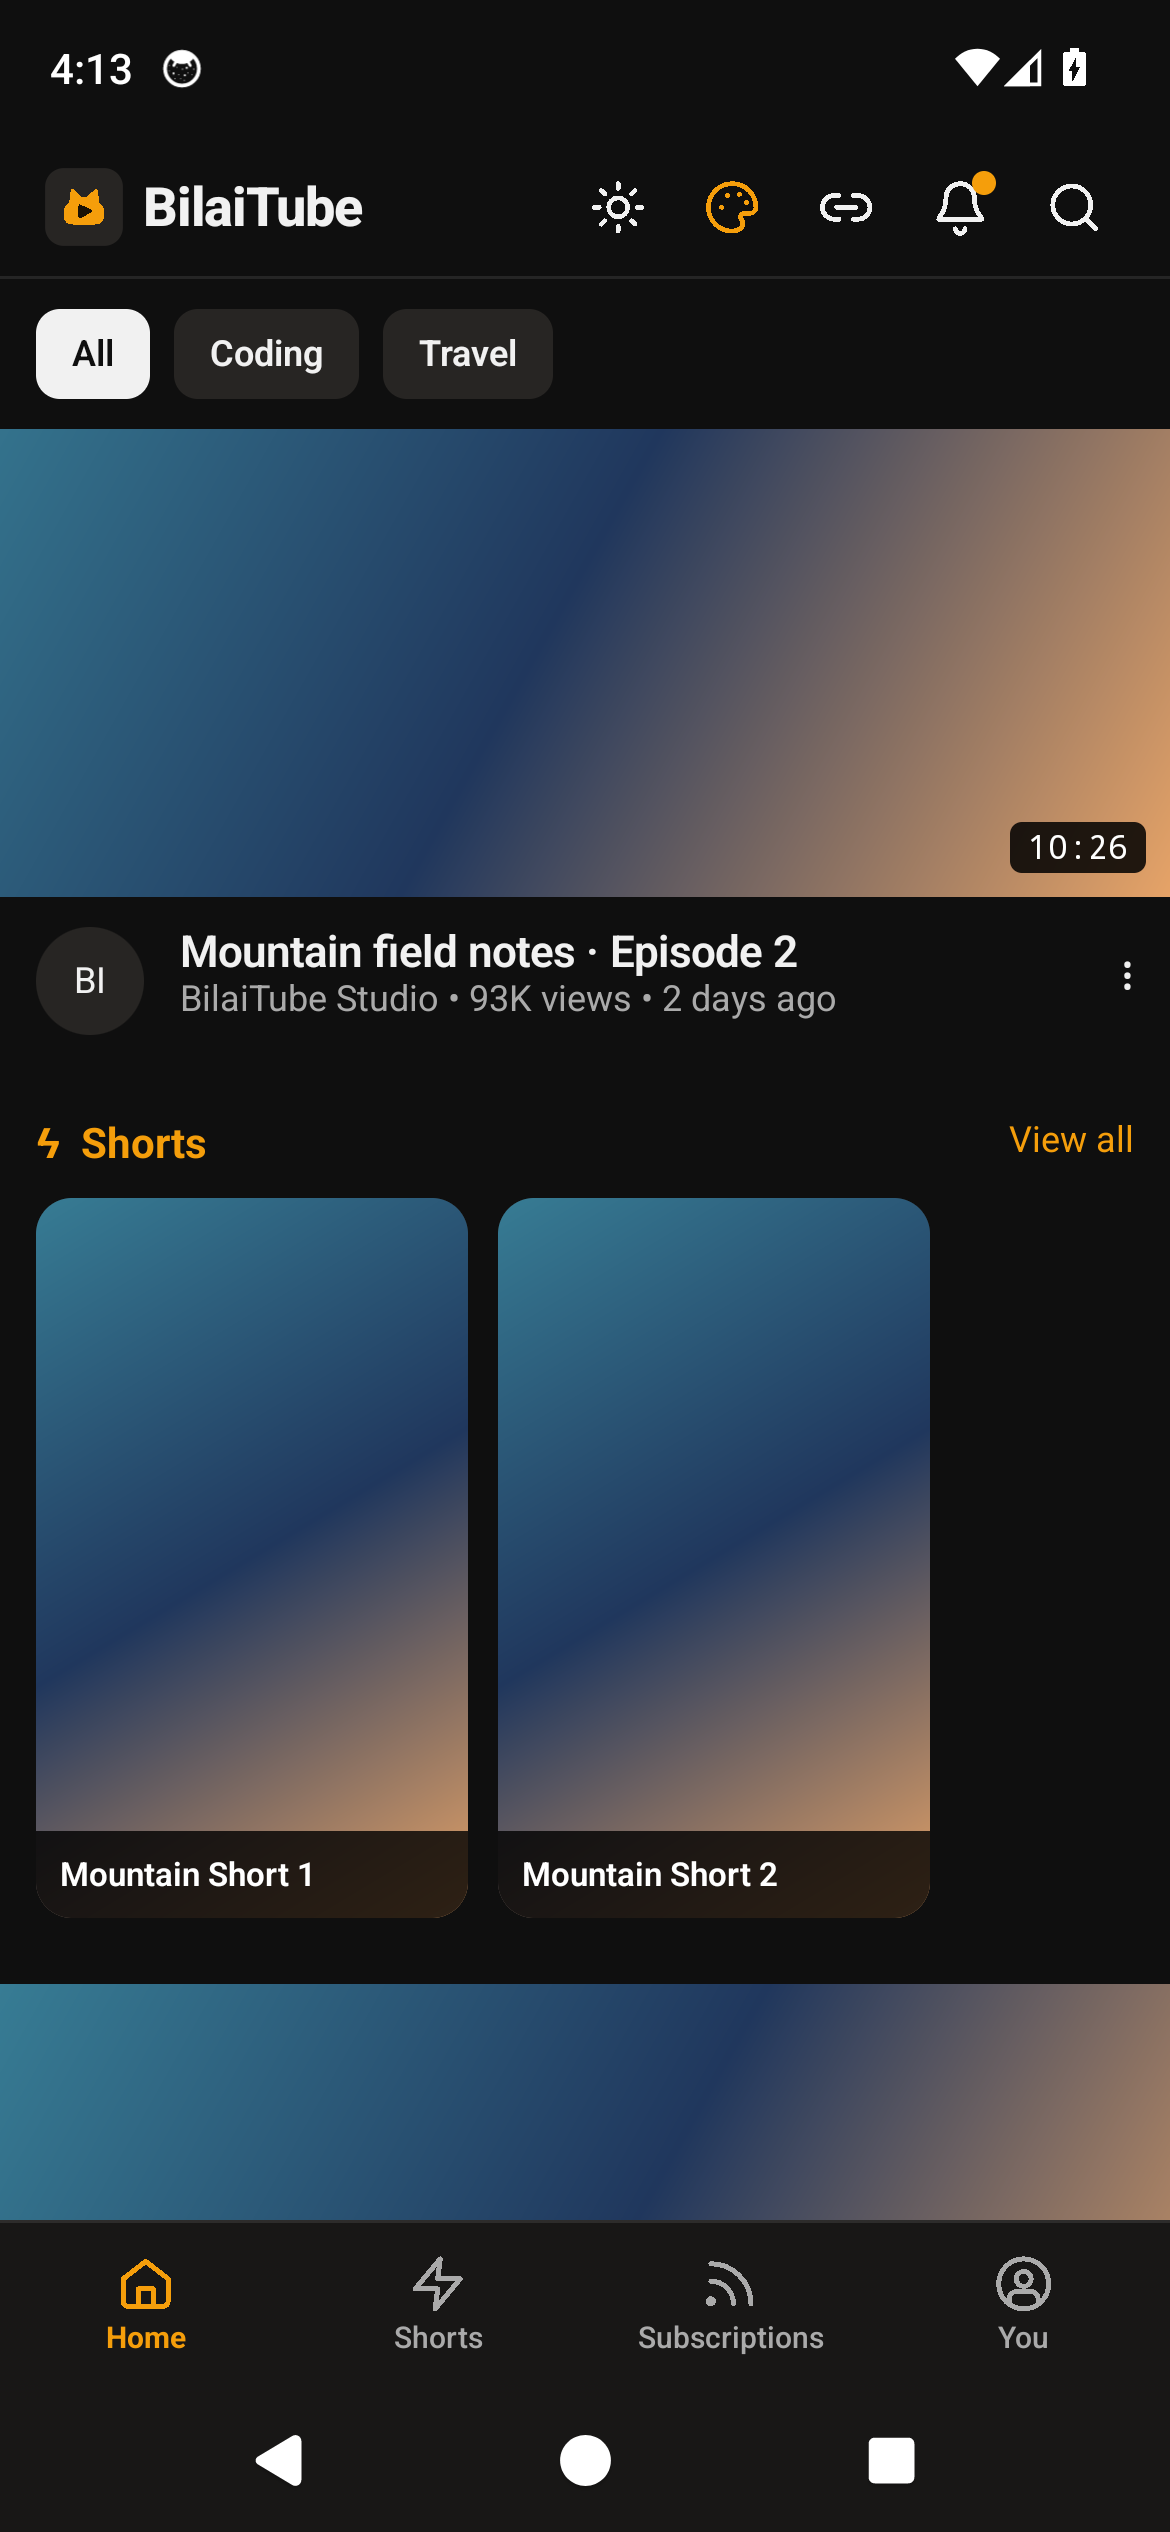 4:13
BilaiTube
All
Coding
Travel
10:26
BI
Mountain field notes · Episode 2
BilaiTube Studio • 93K views • 2 days ago
Shorts
View all
Mountain Short 1
Mountain Short 2
Home
Shorts
Subscriptions
You